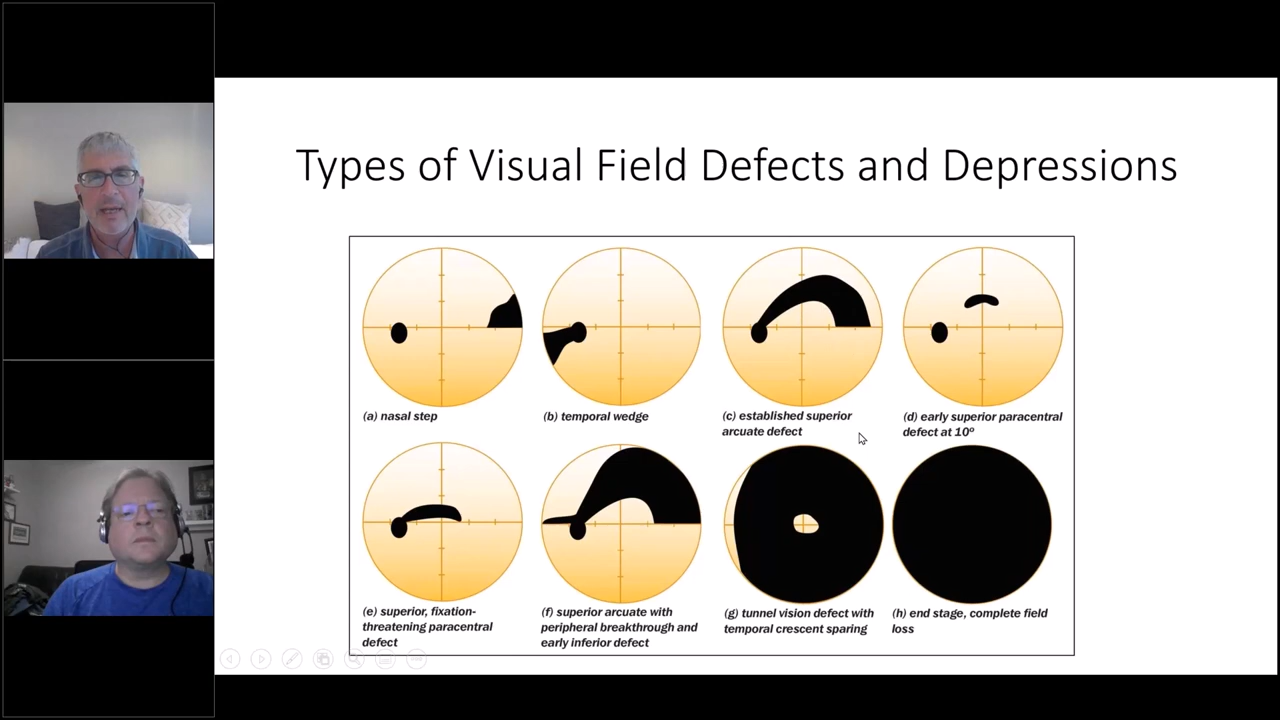 Types of Visual Field Defects and Depressions
(a) nasal step
(b) temporal wedge
(c) established superior
arcuate defect
(d) early superior paracentral
defect at 10º
(e) superior, fixation-
threatening paracentral
defect
(f) superior arcuate with
peripheral breakthrough and
early inferior defect
(g) tunnel vision defect with
temporal crescent sparing
(h) end stage, complete field
loss